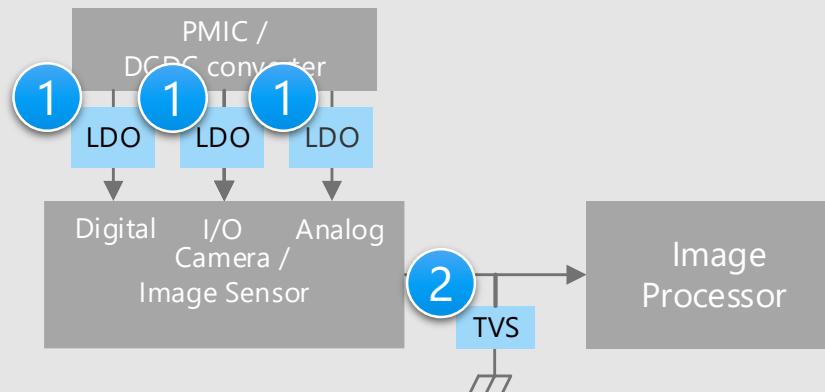 PMIC /
DCDC converter
1 1 1
LDO LDO LDO
Digital I/O Analog
Camera /
Image Sensor
2
TVS
Image
Processor